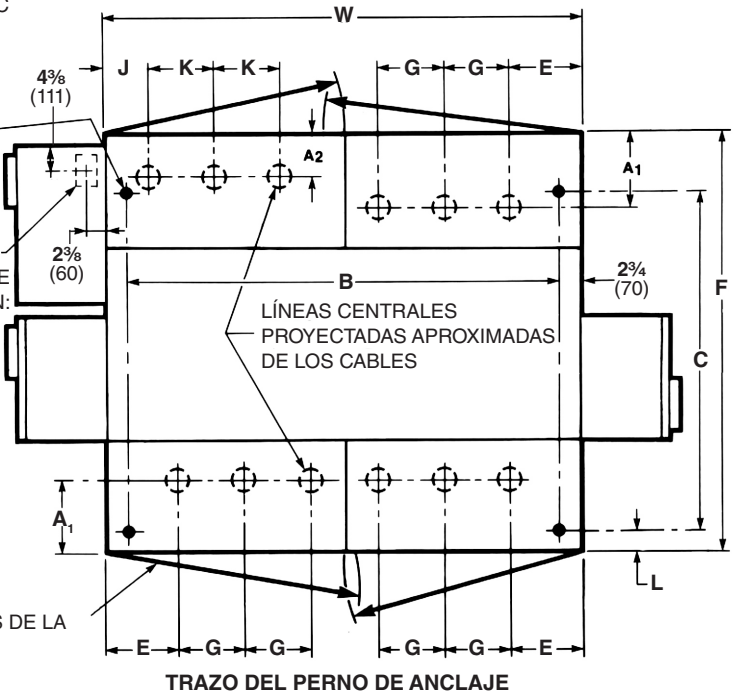 C
W
J K K G G E
4⅜
(111)
A2
A1
2⅜
(60)
E
N:
B
2¾
(70)
F
LÍNEAS CENTRALES
PROYECTADAS APROXIMADAS
DE LOS CABLES
C
A₁
L
S DE LA
E G G G G E
TRAZO DEL PERNO DE ANCLAJE